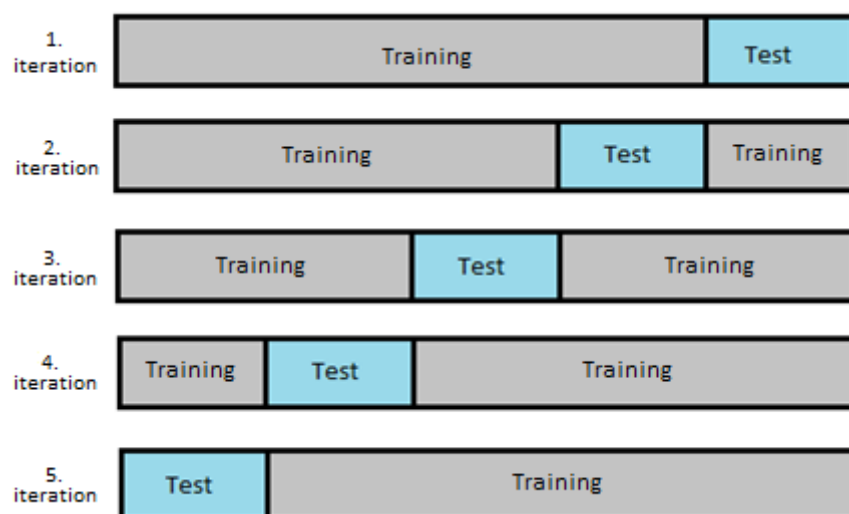 1.
iteration
Training
Test
2.
iteration
Training
Test
Training
3.
iteration
Training
Test
Training
4.
iteration
Training
Test
Training
5.
iteration
Test
Training